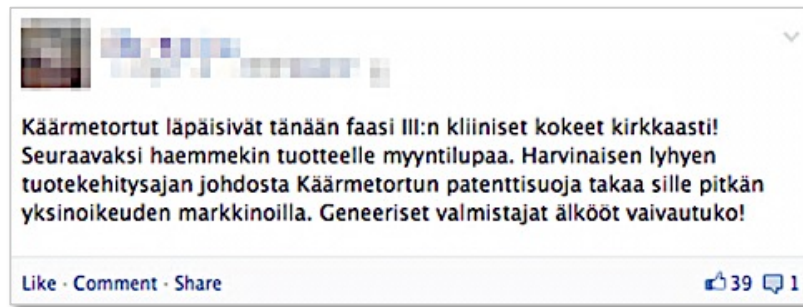 Käärmetortut läpäisivät tänään faasi III:n kliiniset kokeet kirkkaasti!
Seuraavaksi haemmekin tuotteelle myyntilupaa. Harvinaisen lyhyen
tuotekehitysajan johdosta Käärmetortun patenttisuoja takaa sille pitkän
yksinoikeuden markkinoilla. Geneeriset valmistajat älkööt vaivautuko!
Like · Comment · Share 39 1